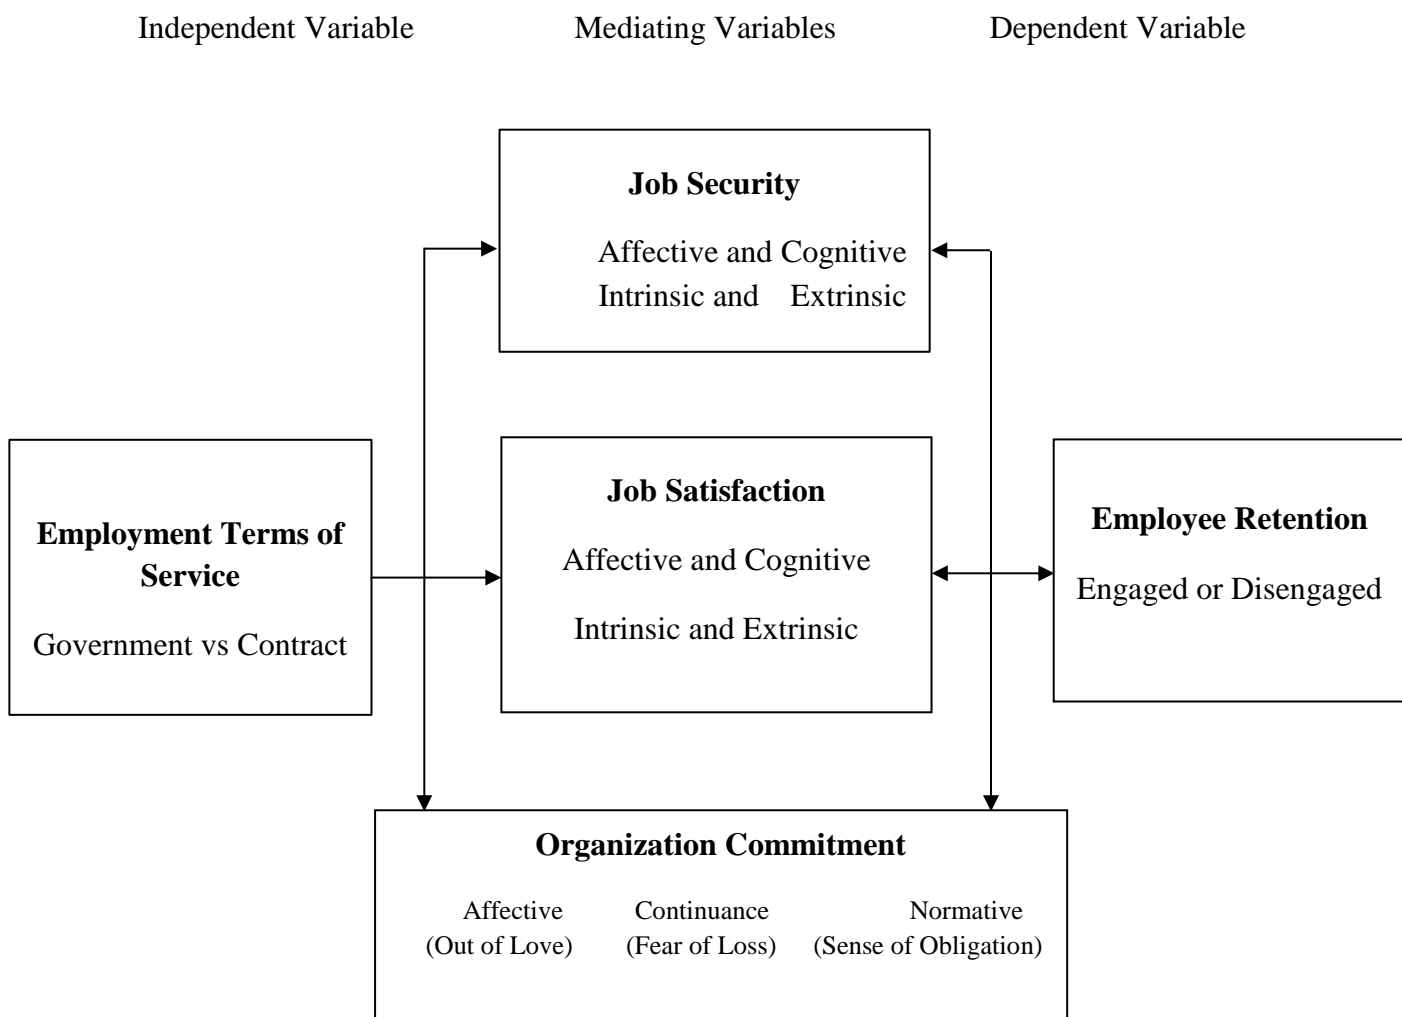 Independent Variable
Mediating Variables
Dependent Variable
Job Security
Affective and Cognitive
Intrinsic and Extrinsic
Employment Terms of
Service
Government vs Contract
Job Satisfaction
Affective and Cognitive
Intrinsic and Extrinsic
Employee Retention
Engaged or Disengaged
Organization Commitment
Affective
(Out of Love)
Continuance
(Fear of Loss)
Normative
(Sense of Obligation)